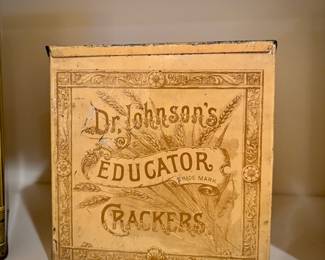 Dr. Johnson's
EDUCATOR
TRADE MARK
CRACKERS